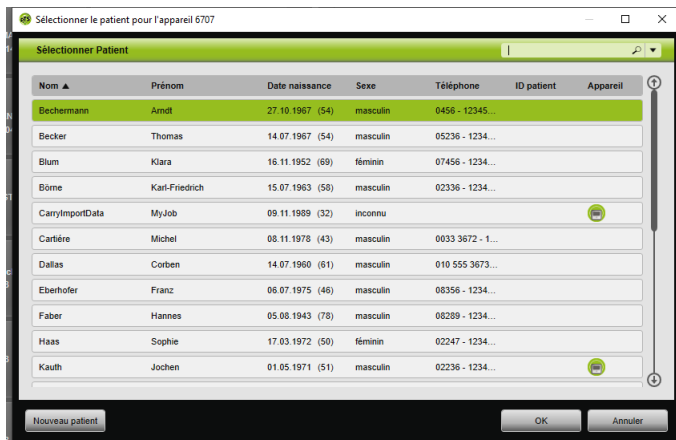 Sélectionner le patient pour l'appareil 6707
Sélectionner Patient
Nom ▲ Prénom Date naissance Sexe Téléphone ID patient Appareil
Bechermann Arndt 27.10.1967 (54) masculin 0456 - 12345...
Becker Thomas 14.07.1967 (54) masculin 05236 - 1234...
Blum Klara 16.11.1952 (69) féminin 07456 - 1234...
Börne Karl-Friedrich 15.07.1963 (58) masculin 02336 - 1234...
CarryImportData MyJob 09.11.1989 (32) inconnu
Cartiére Michel 08.11.1978 (43) masculin 0033 3672 - 1...
Dallas Corben 14.07.1960 (61) masculin 010 555 3673...
Eberhofer Franz 06.07.1975 (46) masculin 08356 - 1234...
Faber Hannes 05.08.1943 (78) masculin 08289 - 1234...
Haas Sophie 17.03.1972 (50) féminin 02247 - 1234...
Kauth Jochen 01.05.1971 (51) masculin 02236 - 1234...
Nouveau patient OK Annuler